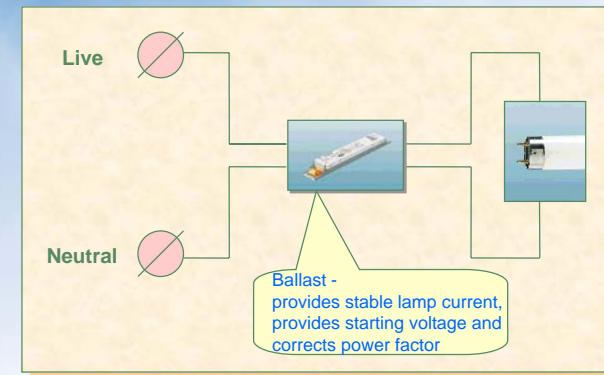 Live
Neutral
Ballast -
provides stable lamp current,
provides starting voltage and
corrects power factor